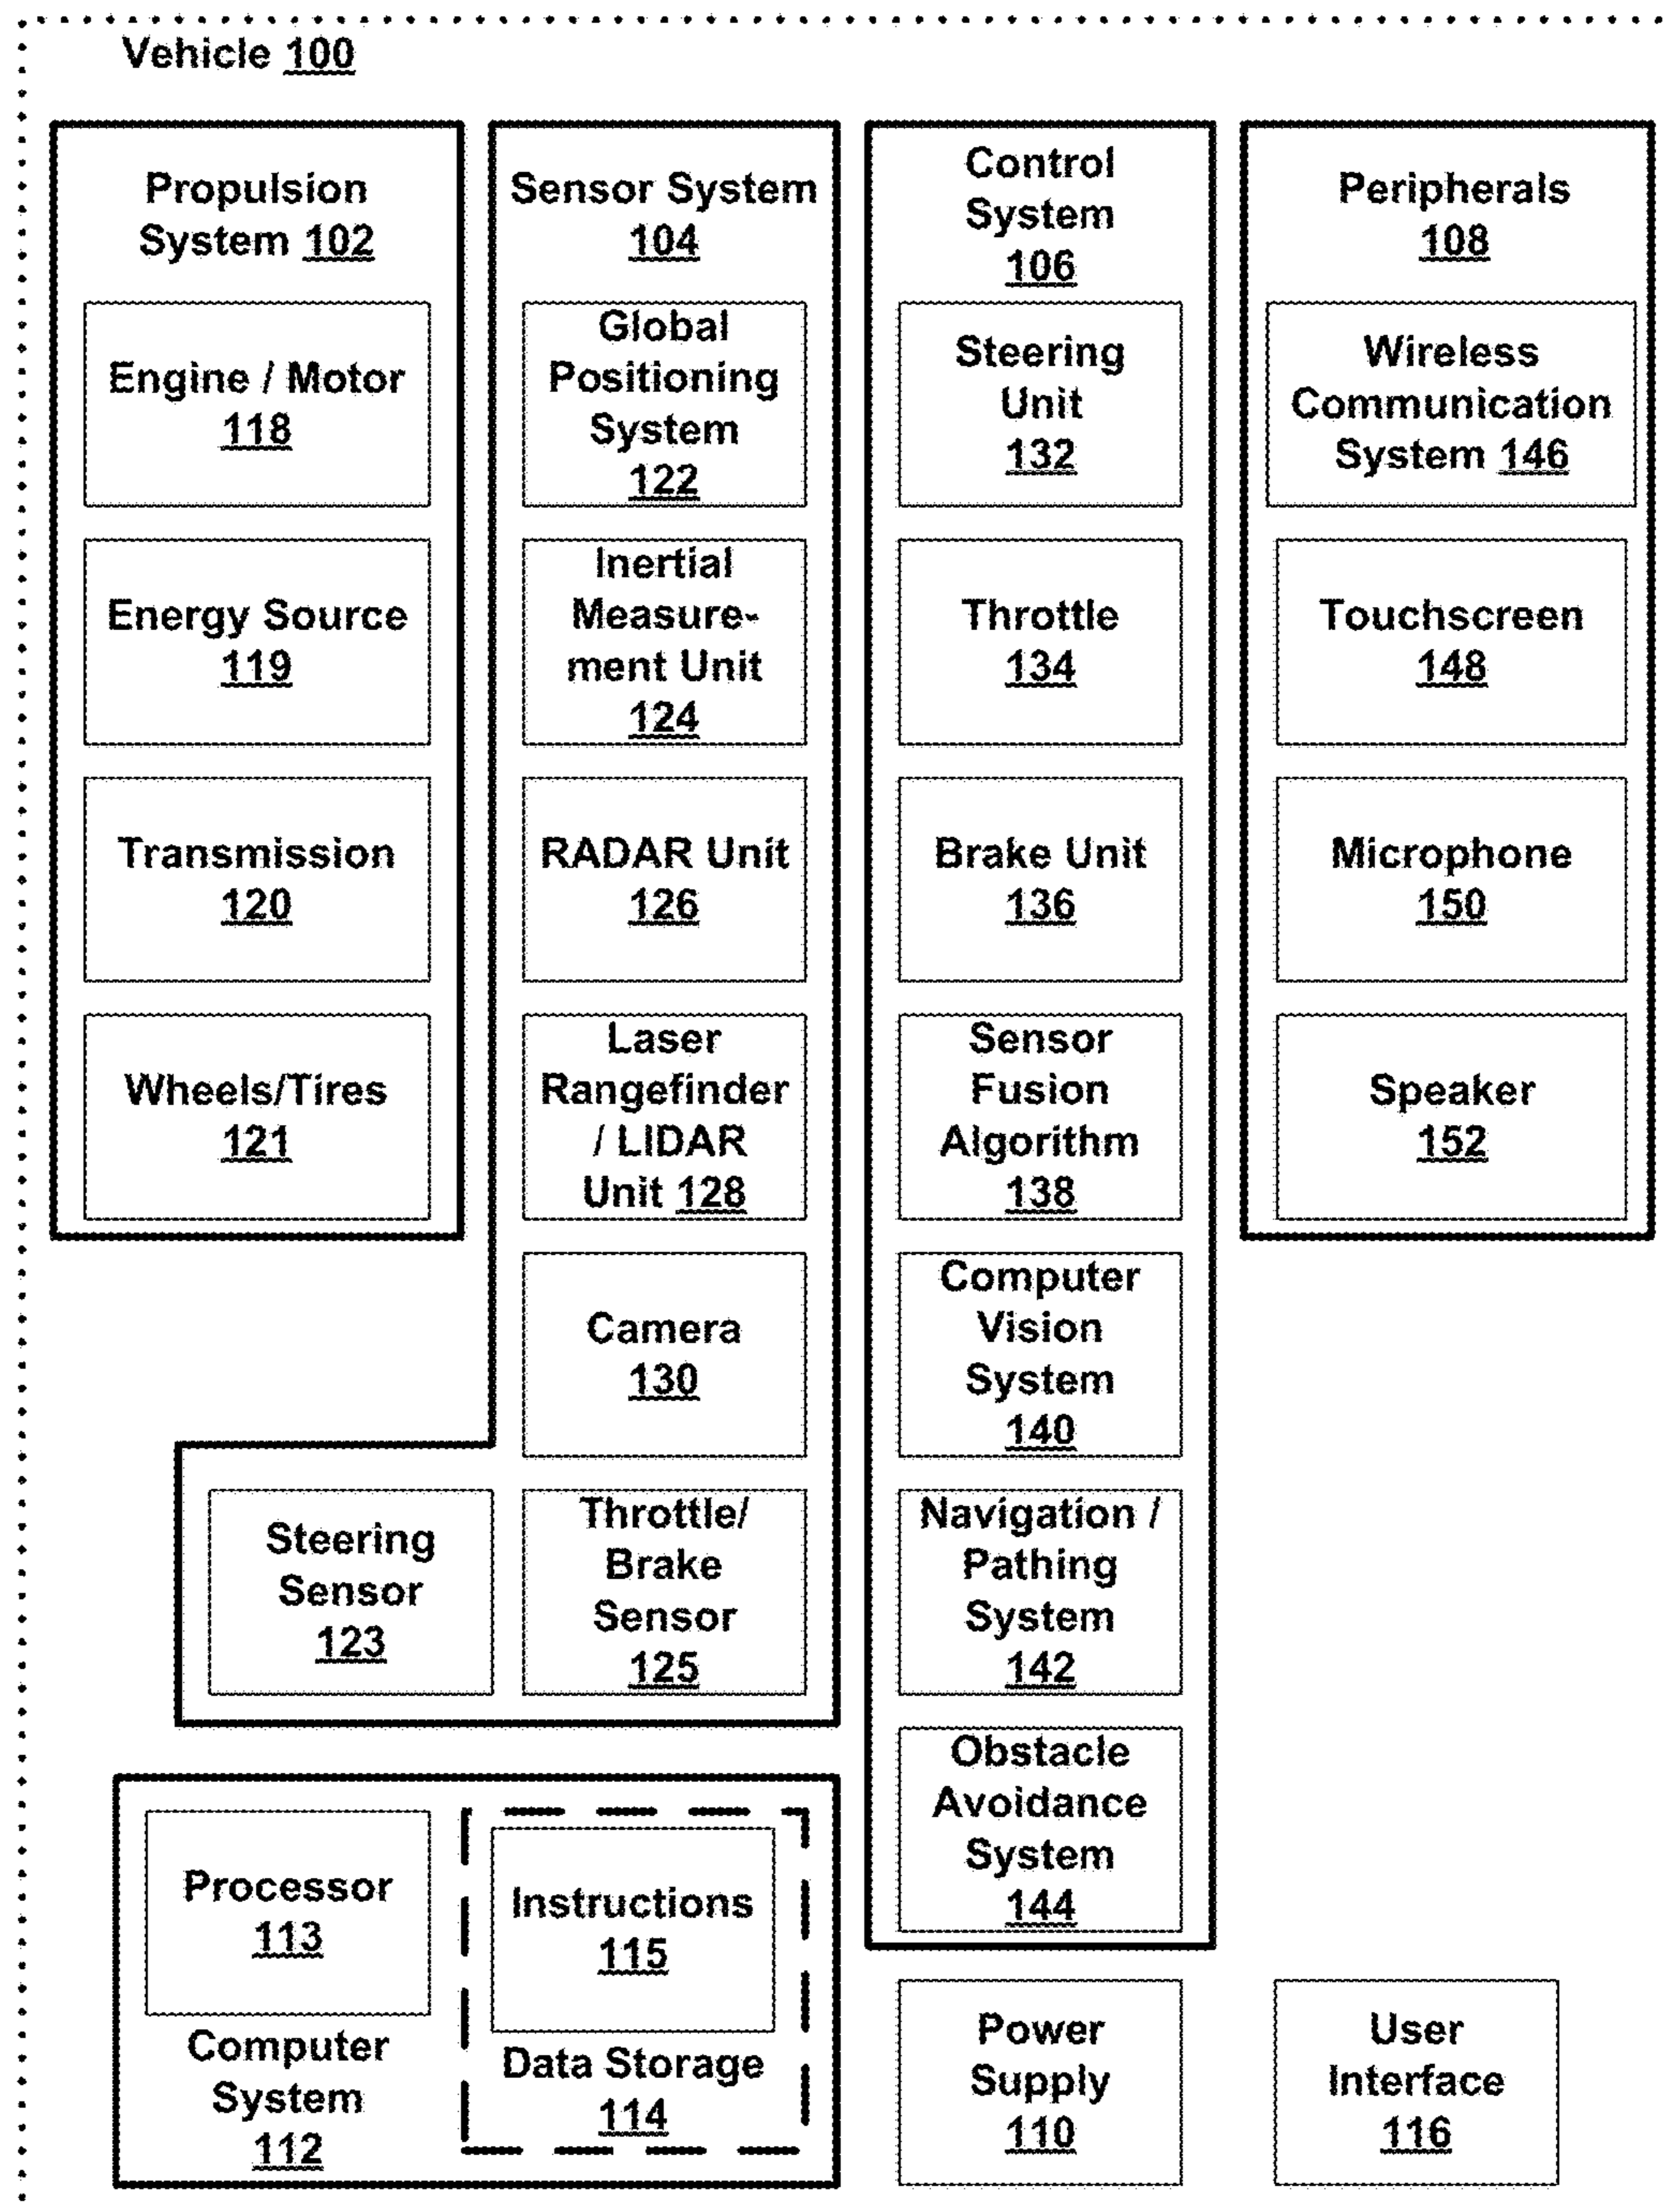 Vehicle 100
Propulsion
System 102
Engine / Motor
118
Energy Source
119
Transmission
120
Wheels/Tires
121
Sensor System
104
Global
Positioning
System
122
Inertial
Measure-
ment Unit
124
RADAR Unit
126
Laser
Rangefinder
/ LIDAR
Unit 128
Camera
130
Steering
Sensor
123
Throttle/
Brake
Sensor
125
Control
System
106
Steering
Unit
132
Throttle
134
Brake Unit
136
Sensor
Fusion
Algorithm
138
Computer
Vision
System
140
Navigation /
Pathing
System
142
Obstacle
Avoidance
System
144
Peripherals
108
Wireless
Communication
System 146
Touchscreen
148
Microphone
150
Speaker
152
Processor
113
Computer
System
112
Instructions
115
Data Storage
114
Power
Supply
110
User
Interface
116